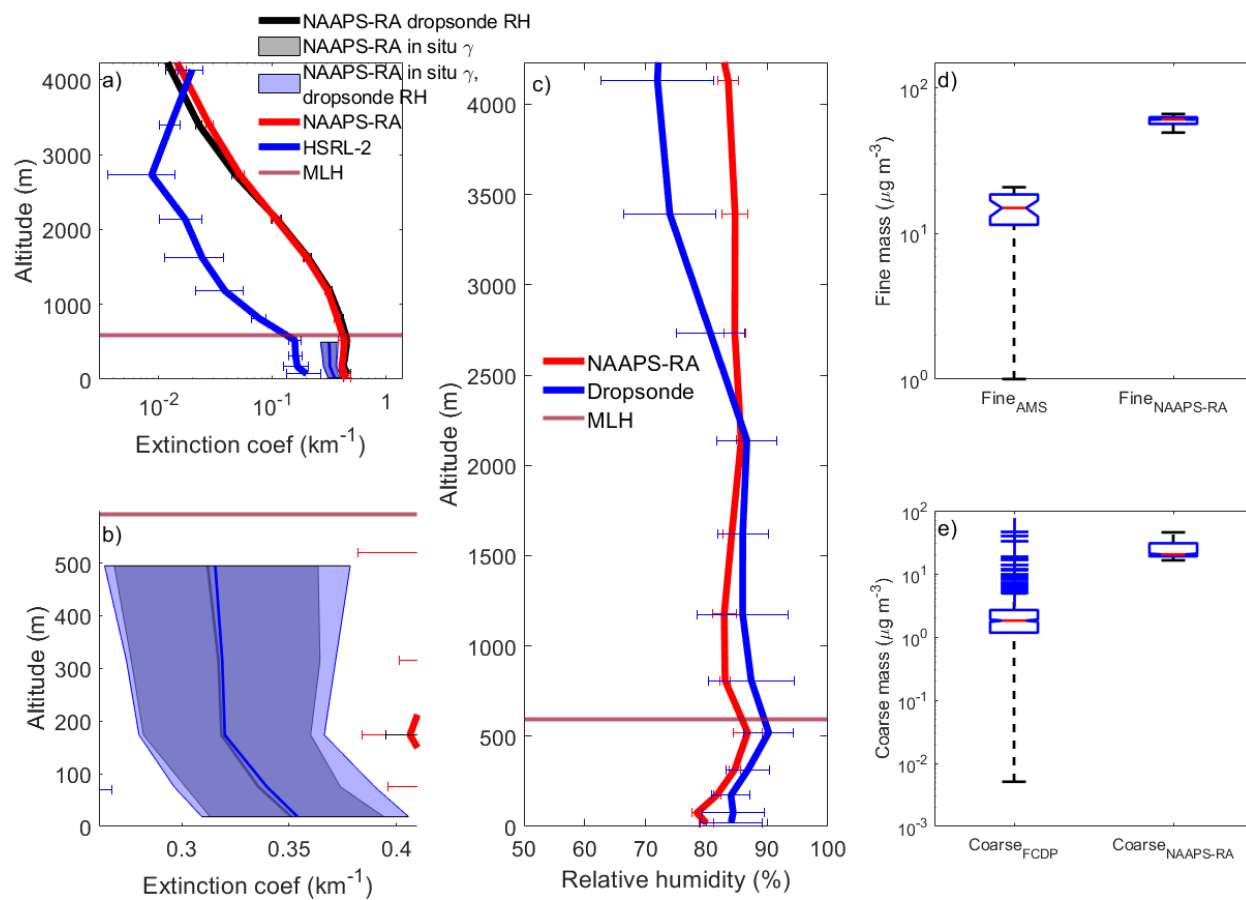 NAAPS-RA dropsonde RH
NAAPS-RA in situ γ
NAAPS-RA in situ γ,
dropsonde RH
NAAPS-RA
HSRL-2
MLH
a)
4000
3000
2000
1000
0
Altitude (m)
10-2
10-1
1
Extinction coef (km-1)
b)
500
400
300
200
100
0
Altitude (m)
0.3
0.35
0.4
Extinction coef (km-1)
c)
4000
3500
3000
2500
2000
1500
1000
500
0
Altitude (m)
NAAPS-RA
Dropsonde
MLH
50
60
70
80
90
100
Relative humidity (%)
d)
102
101
100
Fine mass (μg m-3)
FineAMS
FineNAAPS-RA
e)
102
101
100
10-1
10-2
10-3
Coarse mass (μg m-3)
CoarseFCDP
CoarseNAAPS-RA